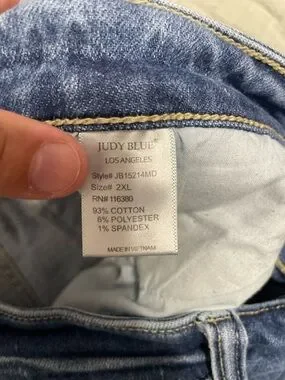 JUDY BLUE®
LOS ANGELES
Style# JB15214MD
Size# 2XL
RN# 116380
93% COTTON
6% POLYESTER
1% SPANDEX
MADE IN VIETNAM